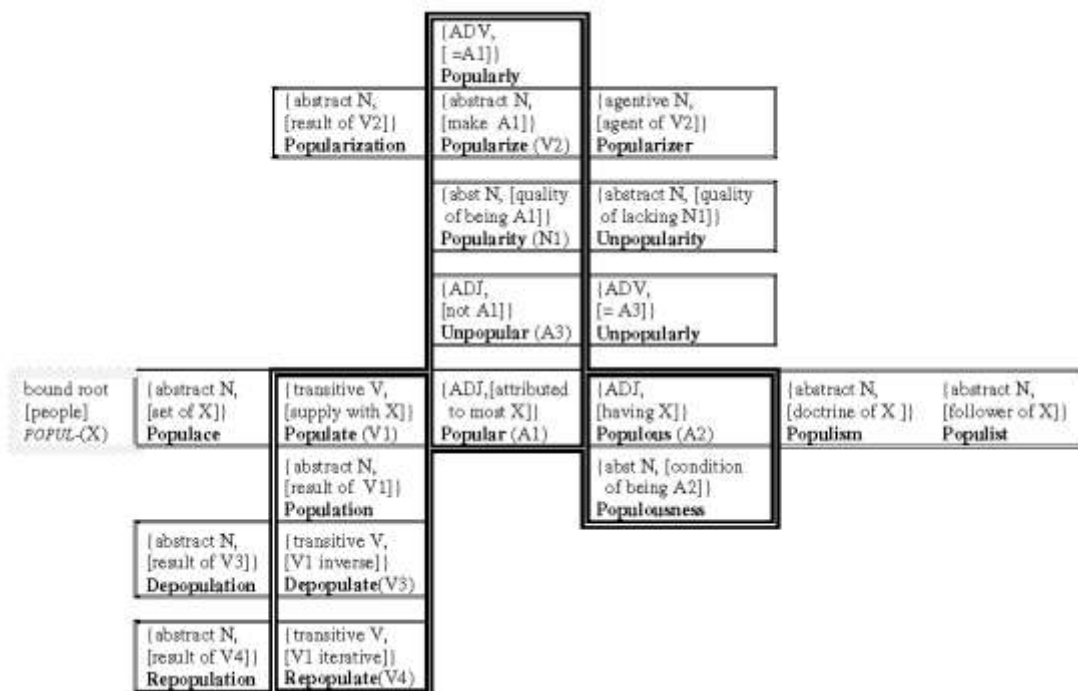 {ADV,
[ =A1]}
Popularly
{abstract N,
[result of V2]}
Popularization
{abstract N,
[make A1]}
Popularize (V2)
{agentive N,
[agent of V2]}
Popularizer
{abst N, [quality
of being A1]}
Popularity (N1)
{abstract N, [quality
of lacking N1]}
Unpopularity
{ADJ,
[not A1]}
Unpopular (A3)
{ADV,
[= A3]}
Unpopularly
bound root
[people]
POPUL-(X)
{abstract N,
[set of X]}
Populace
{transitive V,
[supply with X]}
Populate (V1)
{ADJ,[attributed
to most X]}
Popular (A1)
{ADJ,
[having X]}
Populous (A2)
{abstract N,
[doctrine of X ]}
Populism
{abstract N,
[follower of X]}
Populist
{abstract N,
[result of V1]}
Population
{abst N, [condition
of being A2]}
Populousness
{abstract N,
[result of V3]}
Depopulation
{transitive V,
[V1 inverse]}
Depopulate(V3)
{abstract N,
[result of V4]}
Repopulation
{transitive V,
[V1 iterative]}
Repopulate(V4)